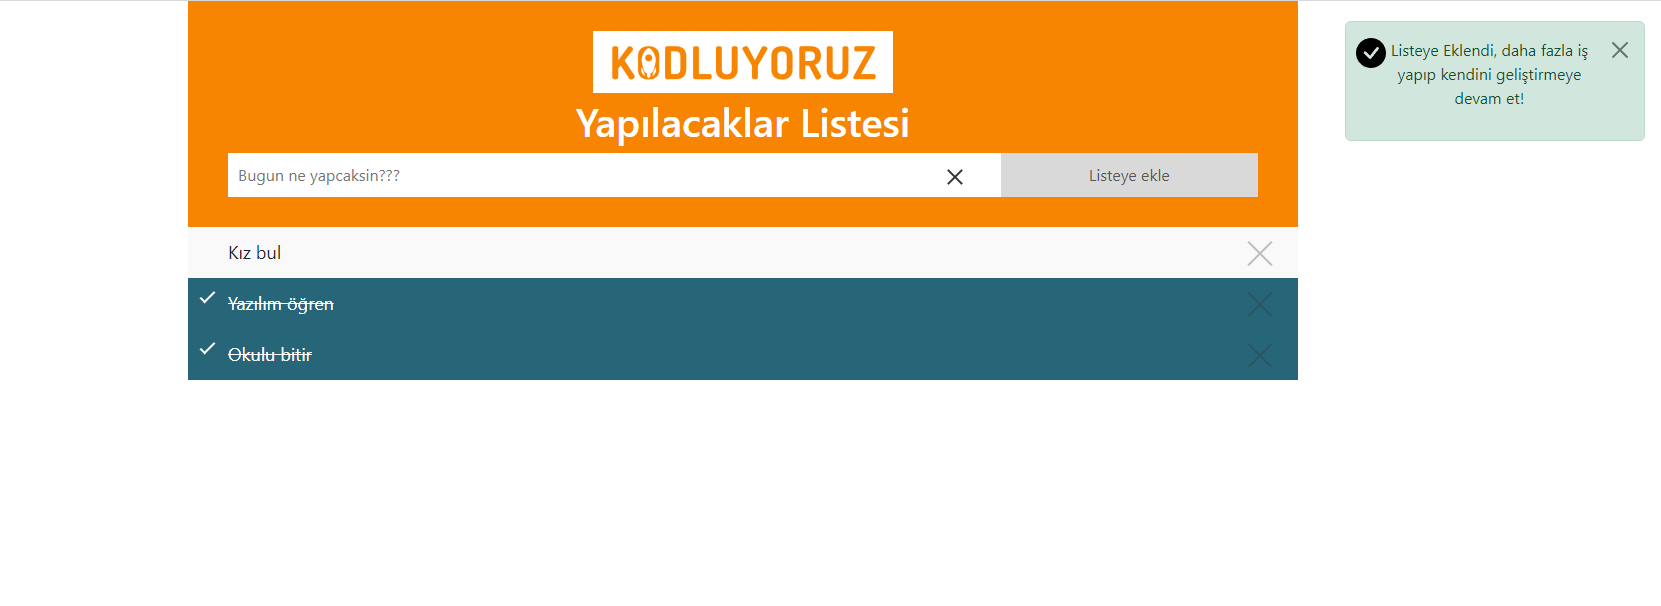 KODLUYORUZ
Yapılacaklar Listesi
Bugun ne yapcaksin???
Listeye ekle
Kız bul
Yazılım öğren
Okulu bitir
Listeye Eklendi, daha fazla iş
yapıp kendini geliştirmeye
devam et!